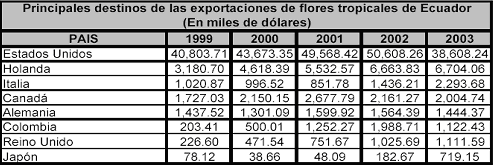 Principales destinos de las exportaciones de flores tropicales de Ecuador
(En miles de dólares)
PAIS 1999 2000 2001 2002 2003
Estados Unidos 40,803.71 43,673.35 49,568.42 50,608.26 38,608.24
Holanda 3,180.70 4,618.39 5,532.57 6,663.83 6,704.06
Italia 1,020.87 996.52 851.78 1,436.21 2,293.68
Canadá 1,727.03 2,150.15 2,677.79 2,161.27 2,004.74
Alemania 1,437.52 1,301.09 1,599.92 1,564.39 1,444.37
Colombia 203.41 500.01 1,252.27 1,988.71 1,122.43
Reino Unido 226.60 471.54 751.67 1,025.69 1,111.59
Japón 78.12 38.66 48.09 182.67 719.15